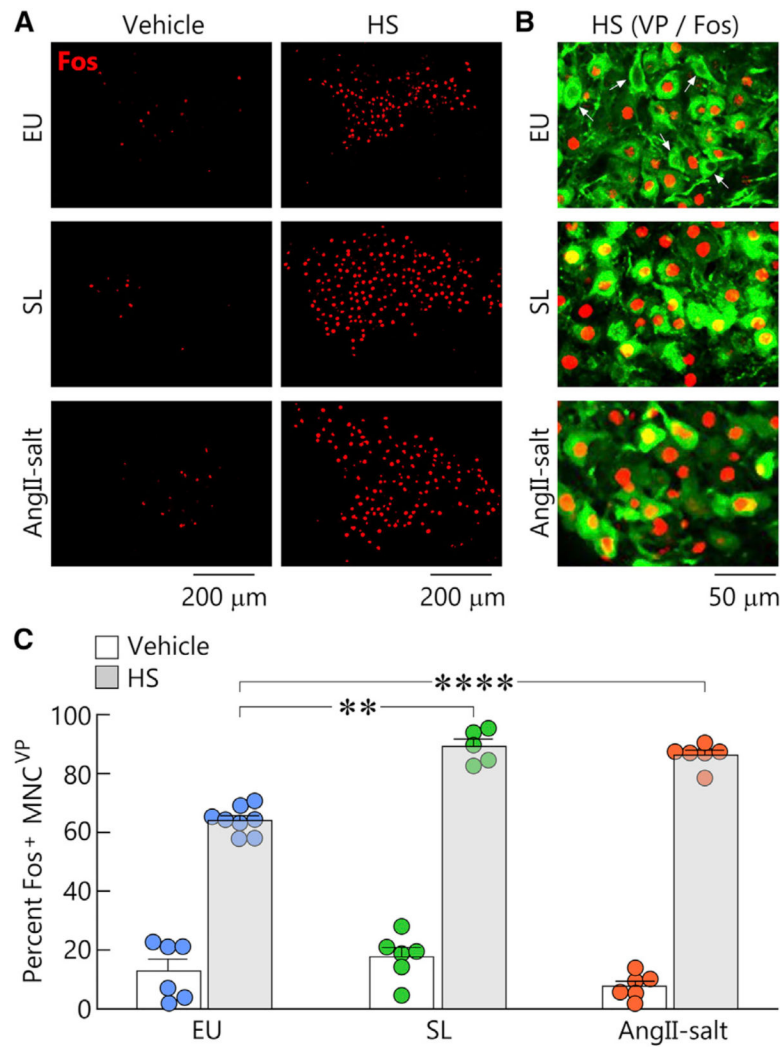 A
Vehicle
HS
B
HS (VP / Fos)
Fos
EU
EU
SL
SL
AngII-salt
AngII-salt
200 µm
200 µm
50 µm
C
Vehicle
HS
****
**
100
80
60
40
20
0
Percent Fos⁺ MNCⱽᴾ
EU
SL
AngII-salt